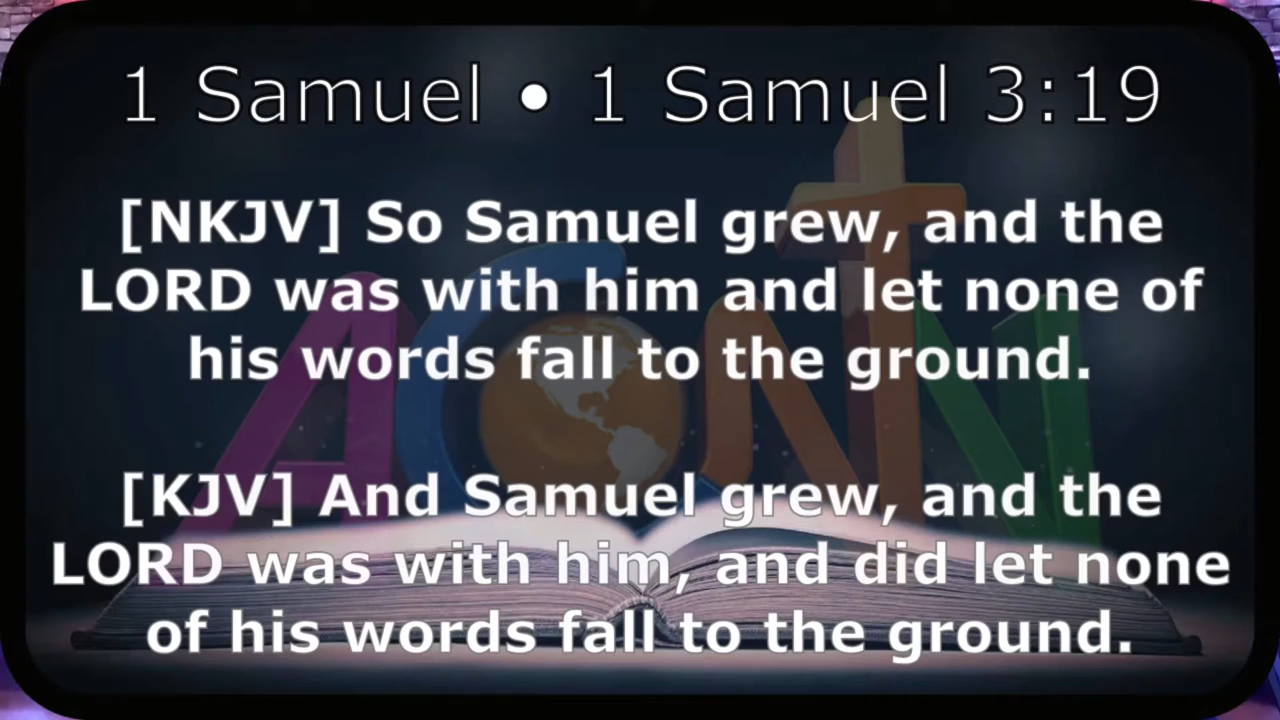 1 Samuel • 1 Samuel 3:19
[NKJV] So Samuel grew, and the
LORD was with him and let none of
his words fall to the ground.
[KJV] And Samuel grew, and the
LORD was with him, and did let none
of his words fall to the ground.
ACNTN